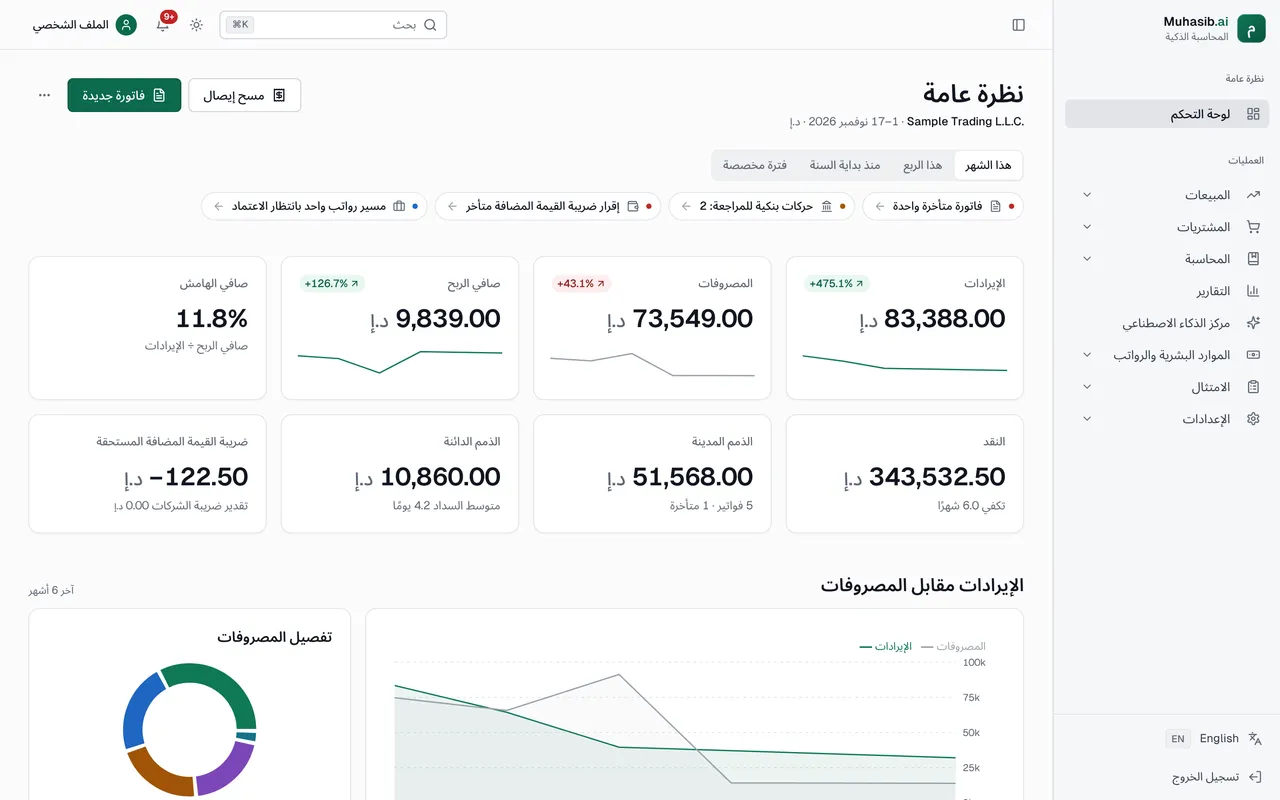 Muhasib.ai
المحاسبة الذكية
م
نظرة عامة
لوحة التحكم
العمليات
المبيعات
المشتريات
المحاسبة
التقارير
مركز الذكاء الاصطناعي
الموارد البشرية والرواتب
الامتثال
الإعدادات
English EN
تسجيل الخروج
بحث ⌘K
9+
الملف الشخصي
نظرة عامة
Sample Trading L.L.C. · 1–17 نوفمبر 2026 · د.إ
مسح إيصال
فاتورة جديدة
هذا الشهر
هذا الربع
منذ بداية السنة
فترة مخصصة
فاتورة متأخرة واحدة
حركات بنكية للمراجعة: 2
إقرار ضريبة القيمة المضافة متأخر
مسير رواتب واحد بانتظار الاعتماد
الإيرادات
+475.1%
83,388.00 د.إ
المصروفات
+43.1%
73,549.00 د.إ
صافي الربح
+126.7%
9,839.00 د.إ
صافي الهامش
11.8%
صافي الربح ÷ الإيرادات
النقد
343,532.50 د.إ
تكفي 6.0 شهرًا
الذمم المدينة
51,568.00 د.إ
5 فواتير · 1 متأخرة
الذمم الدائنة
10,860.00 د.إ
متوسط السداد 4.2 يومًا
ضريبة القيمة المضافة المستحقة
−122.50 د.إ
تقدير ضريبة الشركات 0.00 د.إ
الإيرادات مقابل المصروفات
آخر 6 أشهر
المصروفات
الإيرادات
100k
75k
50k
25k
تفصيل المصروفات